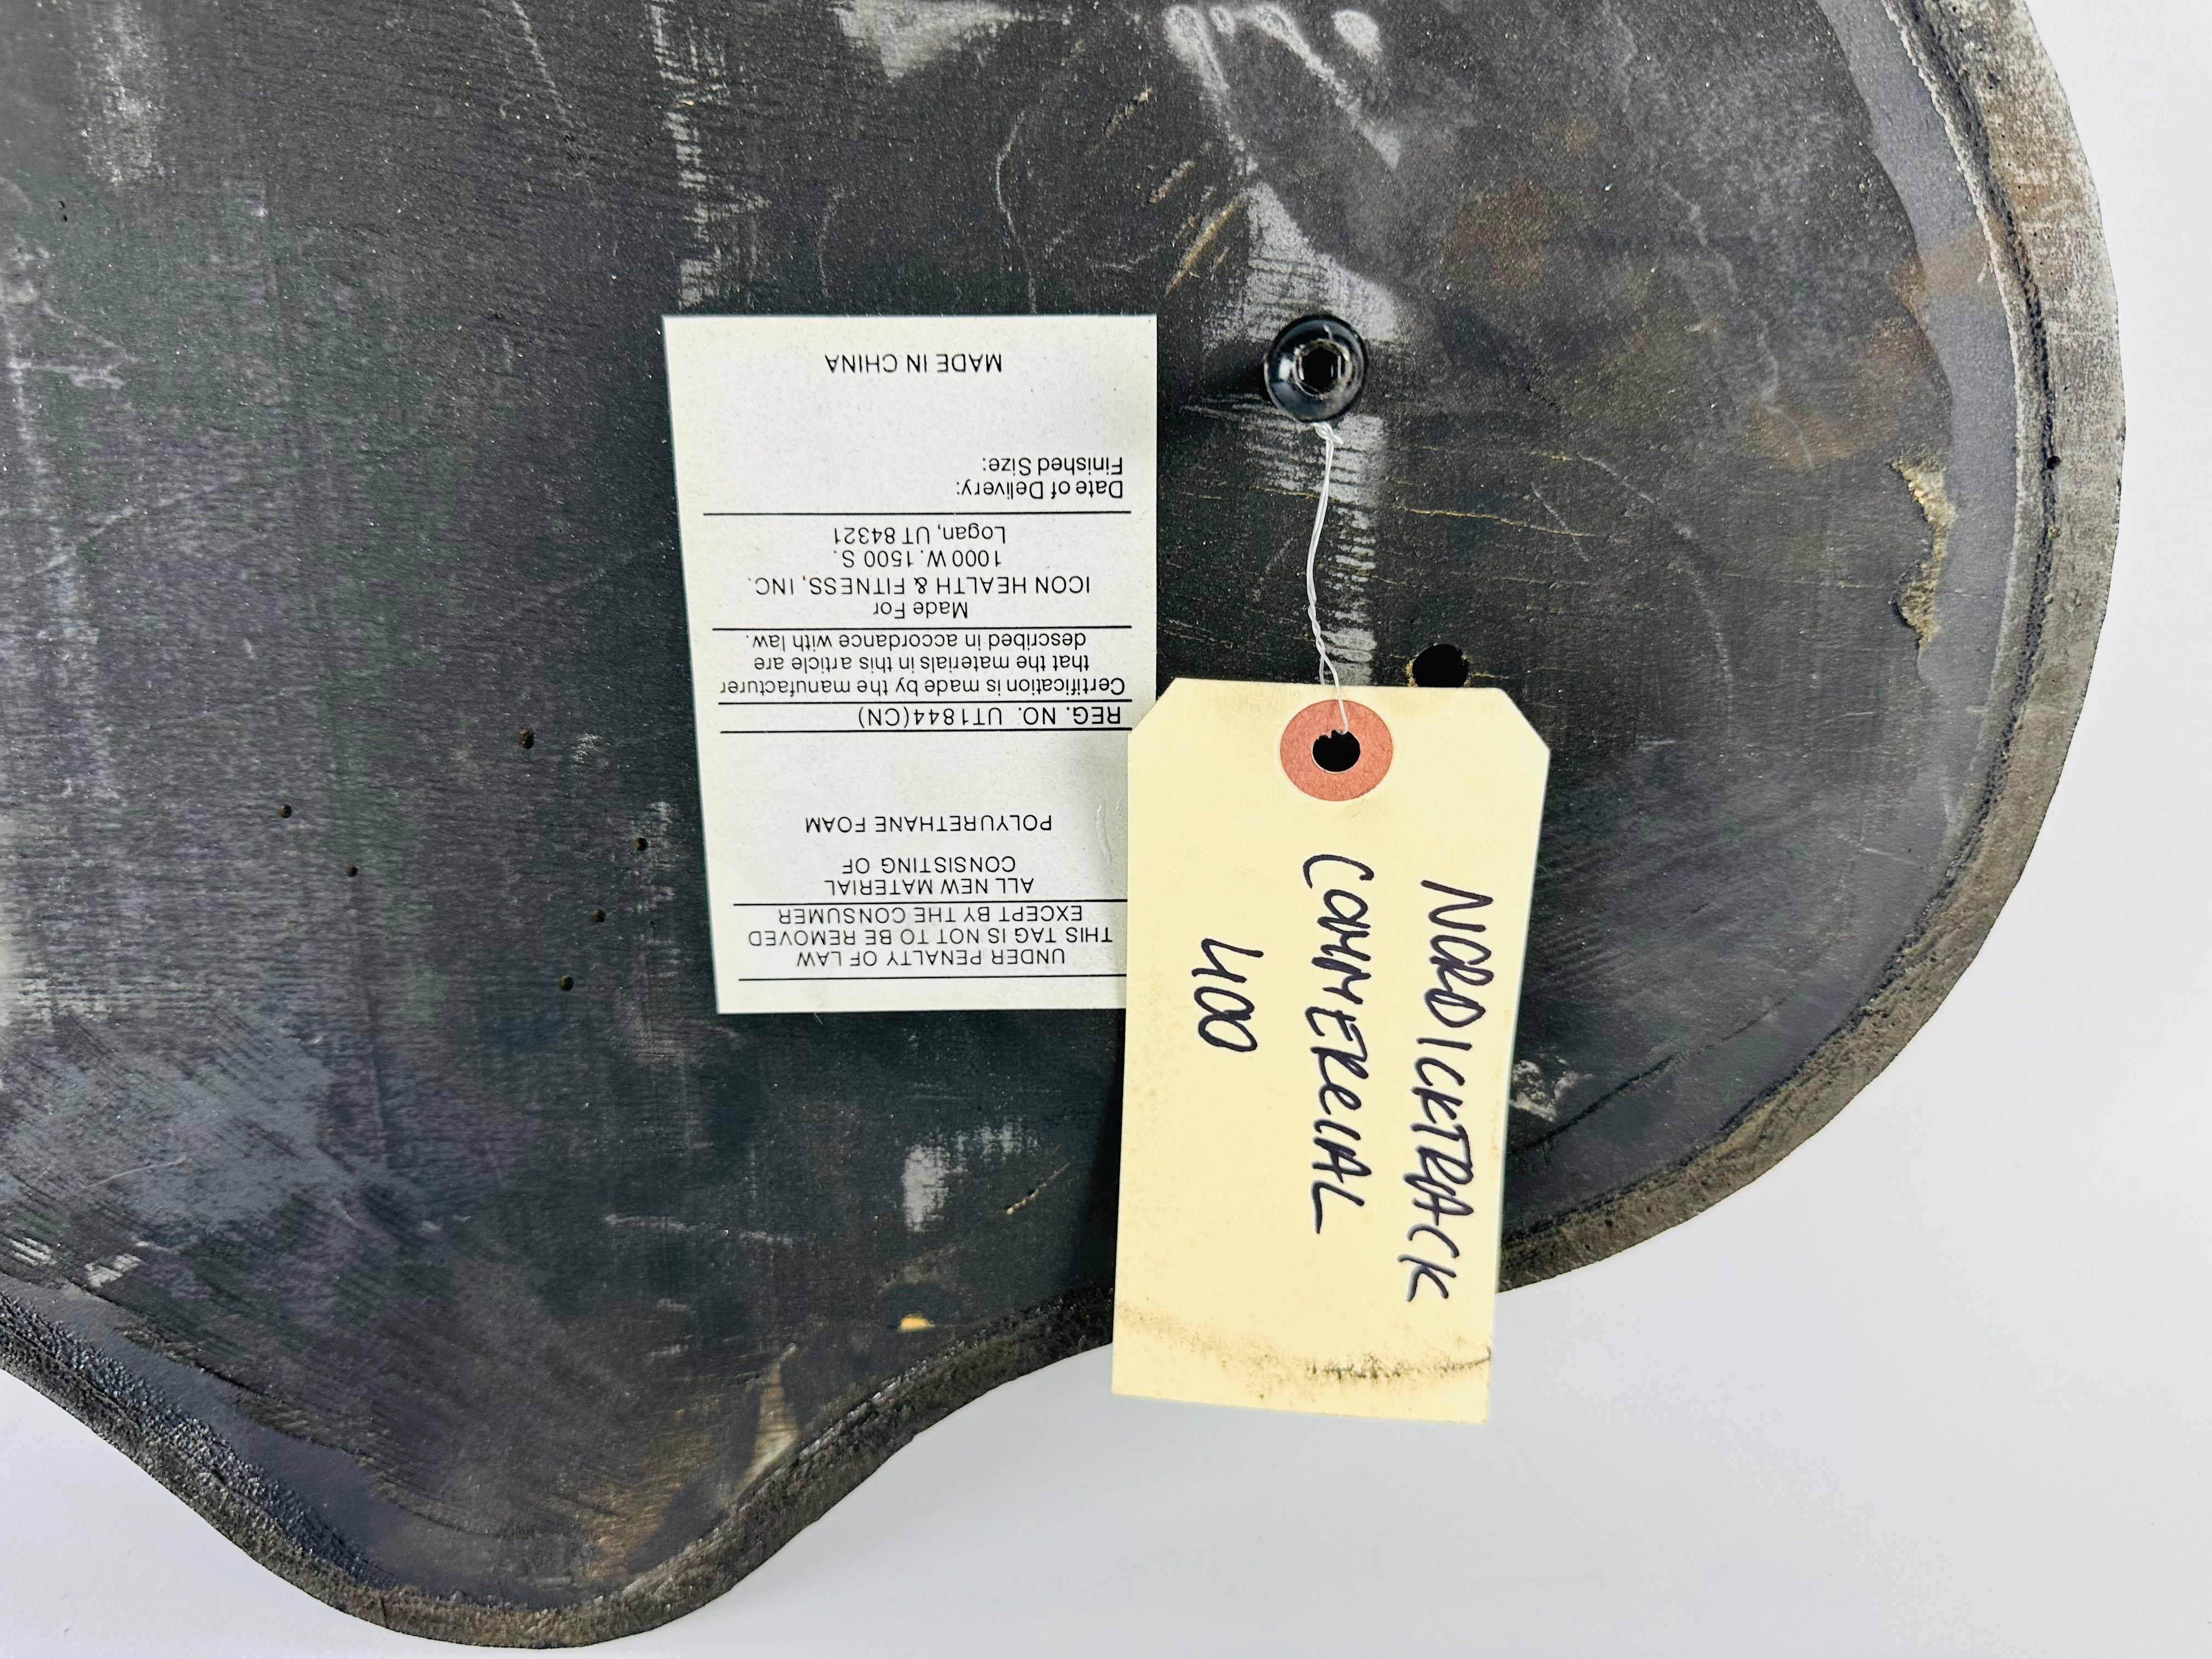 UNDER PENALTY OF LAW
THIS TAG IS NOT TO BE REMOVED
EXCEPT BY THE CONSUMER
ALL NEW MATERIAL
CONSISTING OF
POLYURETHANE FOAM
REG. NO. UT1844(CN)
Certification is made by the manufacturer
that the materials in this article are
described in accordance with law.
Made For
ICON HEALTH & FITNESS, INC.
1000 W. 1500 S.
Logan, UT 84321
Date of Delivery:
Finished Size:
MADE IN CHINA
NORDICKTRACK
COMMERCIAL
400